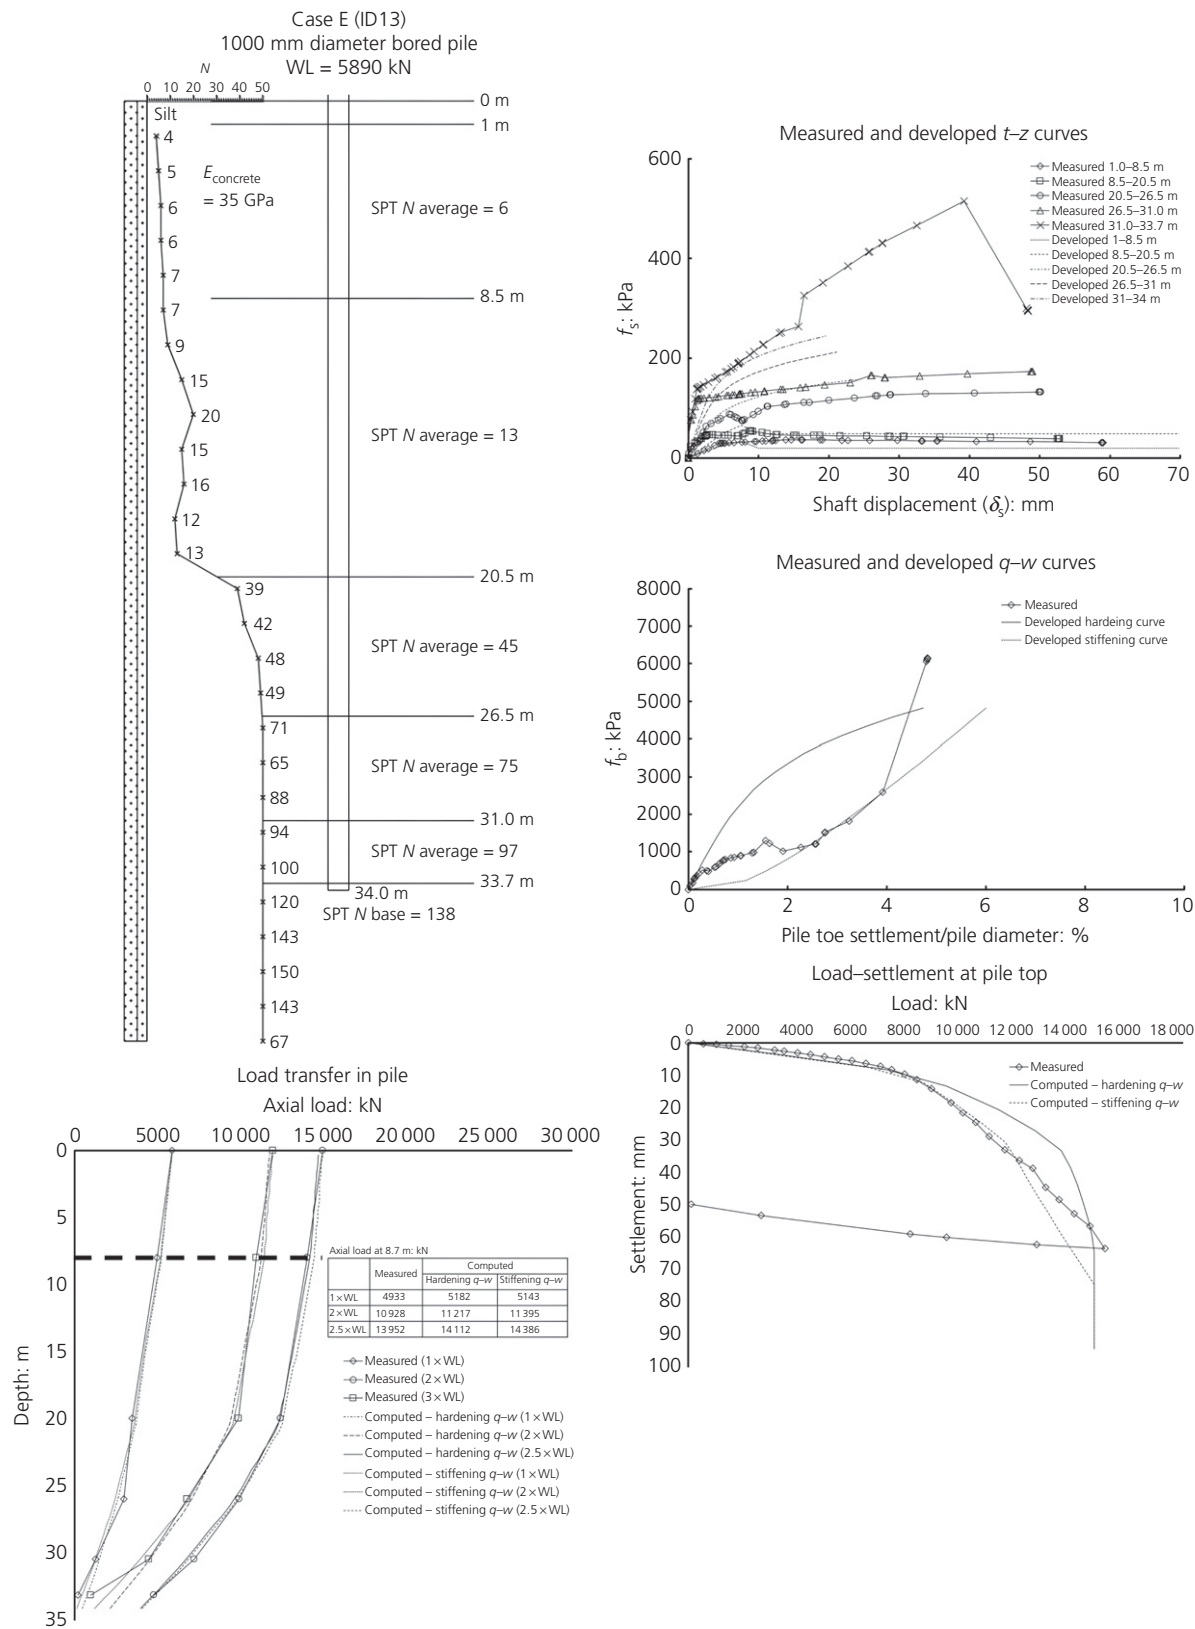 Case E (ID13)
1000 mm diameter bored pile
WL = 5890 kN
N
0 10 20 30 40 50
Silt
4
5
6
6
7
7
9
15
20
15
16
12
13
39
42
48
49
71
65
88
94
100
120
143
150
143
67
E concrete
= 35 GPa
0 m
1 m
SPT N average = 6
8.5 m
SPT N average = 13
20.5 m
SPT N average = 45
26.5 m
SPT N average = 75
31.0 m
SPT N average = 97
33.7 m
34.0 m
SPT N base = 138
Measured and developed t–z curves
600
400
200
0
fs: kPa
Measured 1.0–8.5 m
Measured 8.5–20.5 m
Measured 20.5–26.5 m
Measured 26.5–31.0 m
Measured 31.0–33.7 m
Developed 1–8.5 m
Developed 8.5–20.5 m
Developed 20.5–26.5 m
Developed 26.5–31 m
Developed 31–34 m
0 10 20 30 40 50 60 70
Shaft displacement (δs): mm
Measured and developed q–w curves
8000
7000
6000
5000
4000
3000
2000
1000
0
fb: kPa
Measured
Developed hardeing curve
Developed stiffening curve
0 2 4 6 8 10
Pile toe settlement/pile diameter: %
Load–settlement at pile top
Load: kN
0 2000 4000 6000 8000 10 000 12 000 14 000 16 000 18 000
0
10
20
30
40
50
60
70
80
90
100
Settlement: mm
Measured
Computed – hardening q–w
Computed – stiffening q–w
Load transfer in pile
Axial load: kN
0 5000 10 000 15 000 20 000 25 000 30 000
0
5
10
15
20
25
30
35
Depth: m
Axial load at 8.7 m: kN
Measured Computed
Hardening q–w Stiffening q–w
1 × WL 4933 5182 5143
2 × WL 10 928 11 217 11 395
2.5 × WL 13 952 14 112 14 386
Measured (1 × WL)
Measured (2 × WL)
Measured (3 × WL)
Computed – hardening q–w (1 × WL)
Computed – hardening q–w (2 × WL)
Computed – hardening q–w (2.5 × WL)
Computed – stiffening q–w (1 × WL)
Computed – stiffening q–w (2 × WL)
Computed – stiffening q–w (2.5 × WL)